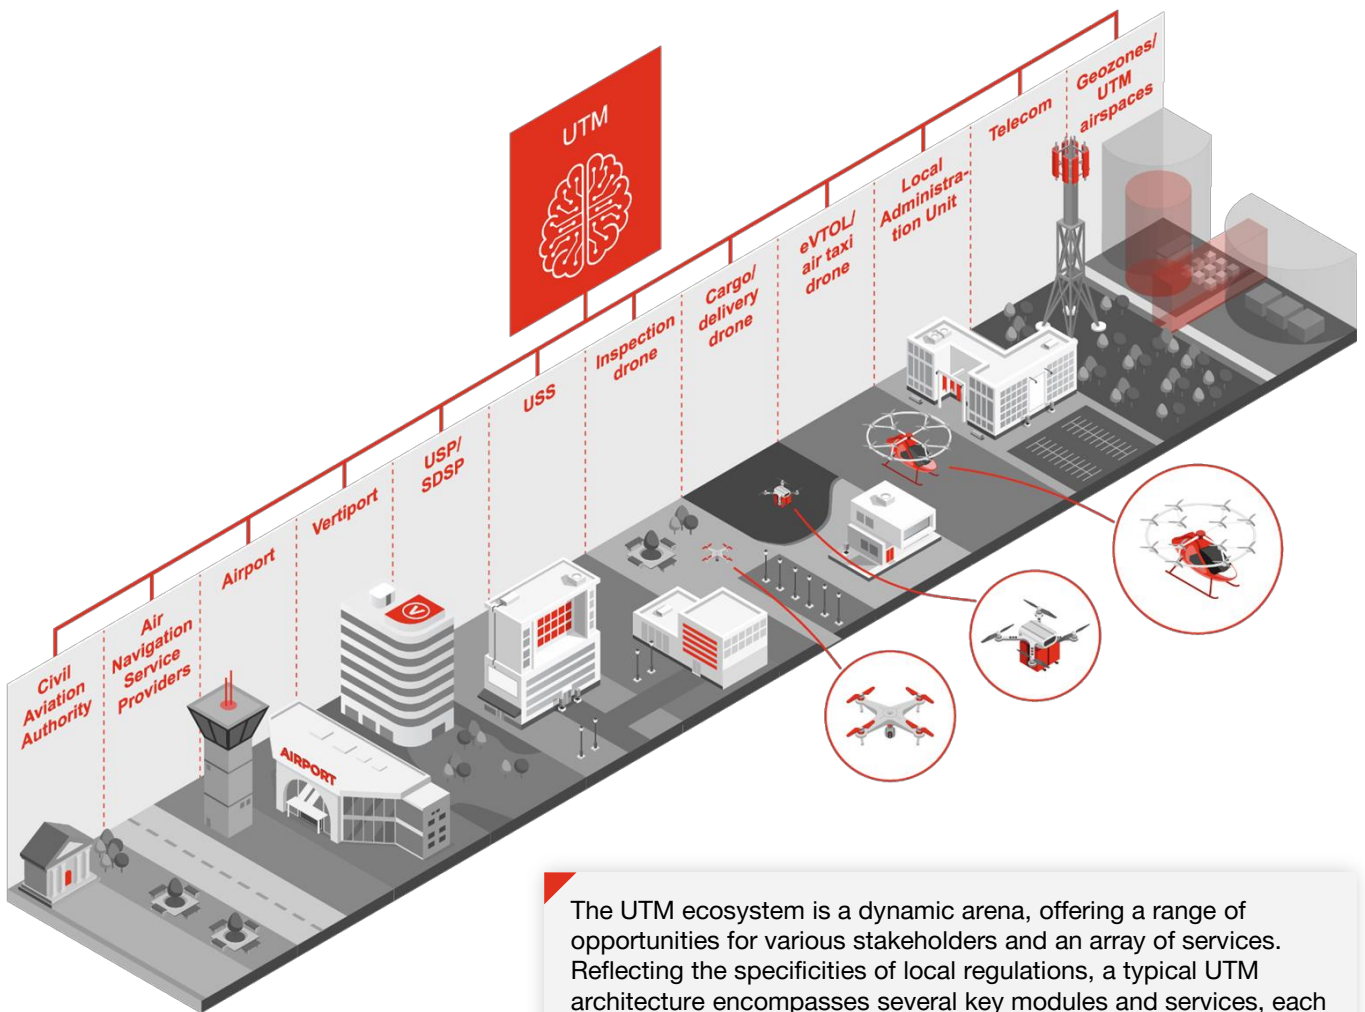 UTM
Civil
Aviation
Authority
Air
Navigation
Service
Providers
Airport
Vertiport
USP/
SDSP
USS
Inspection
drone
Cargo/
delivery
drone
eVTOL/
air taxi
drone
Local
Administra-
tion Unit
Telecom
Geozones/
UTM
airspaces
AIRPORT
V
The UTM ecosystem is a dynamic arena, offering a range of
opportunities for various stakeholders and an array of services.
Reflecting the specificities of local regulations, a typical UTM
architecture encompasses several key modules and services, each